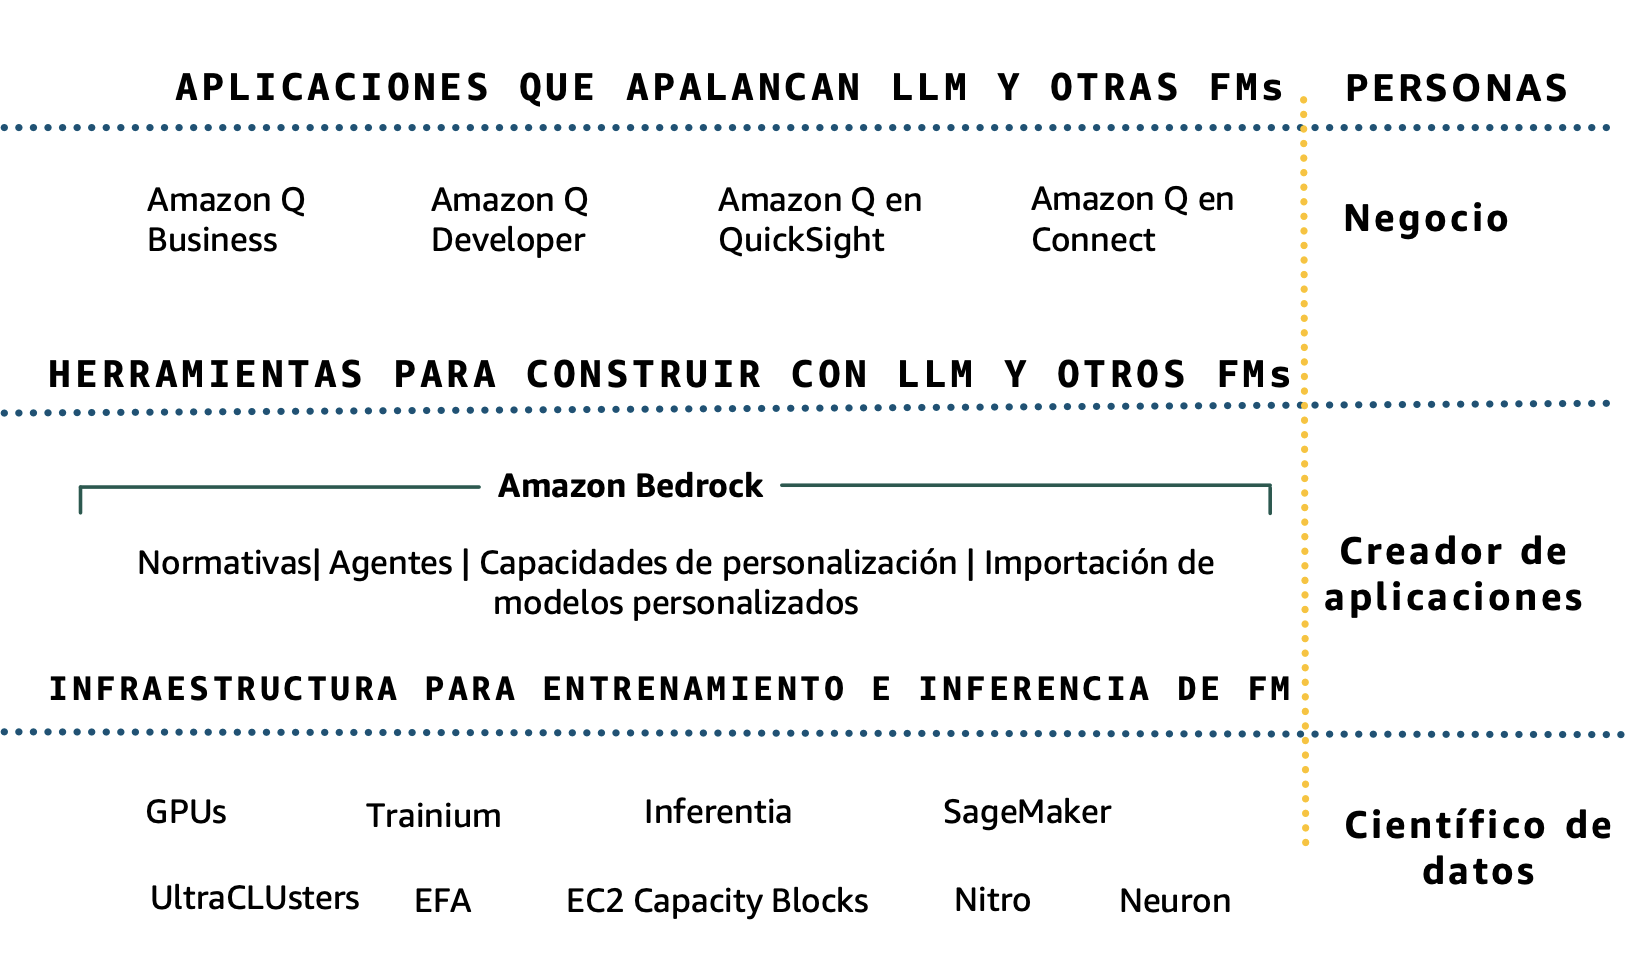 APLICACIONES QUE APALANCAN LLM Y OTRAS FMs
PERSONAS
Amazon Q
Business
Amazon Q
Developer
Amazon Q en
QuickSight
Amazon Q en
Connect
Negocio
HERRAMIENTAS PARA CONSTRUIR CON LLM Y OTROS FMs
Amazon Bedrock
Normativas| Agentes | Capacidades de personalización | Importación de
modelos personalizados
Creador de
aplicaciones
INFRAESTRUCTURA PARA ENTRENAMIENTO E INFERENCIA DE FM
GPUs
Trainium
Inferentia
SageMaker
UltraCLUsters
EFA
EC2 Capacity Blocks
Nitro
Neuron
Científico de
datos